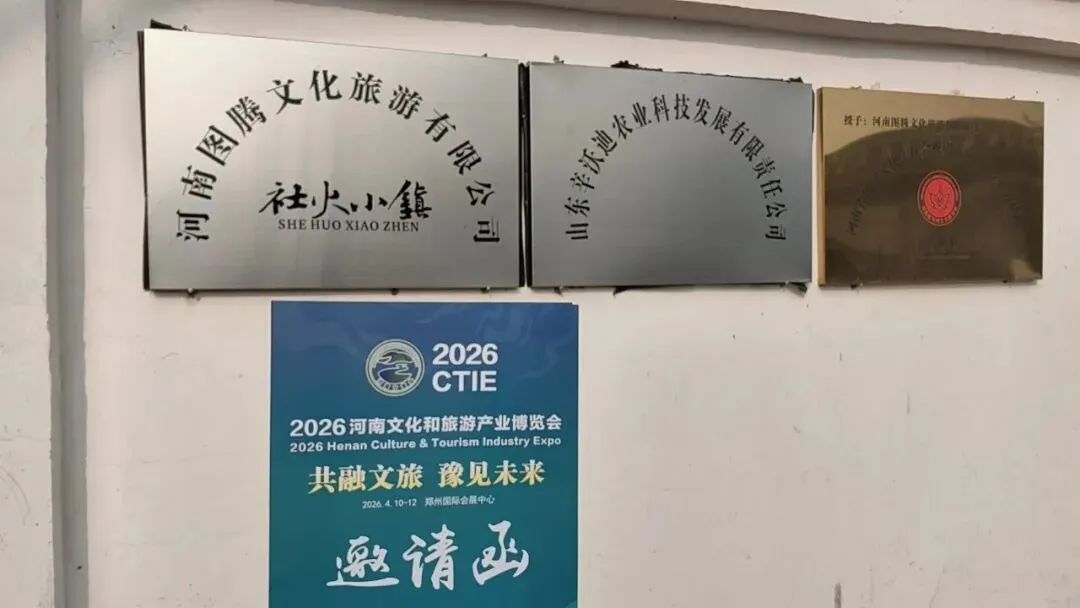 河南图腾文化旅游有限公司
社火小鎮
SHE HUO XIAO ZHEN
山东莘沃迪农业科技发展有限责任公司
授予：河南图腾文化
2026
CTIE
2026河南文化和旅游产业博览会
2026 Henan Culture & Tourism Industry Expo
共融文旅 豫见未来
2026.4.10-12 郑州国际会展中心
邀请函